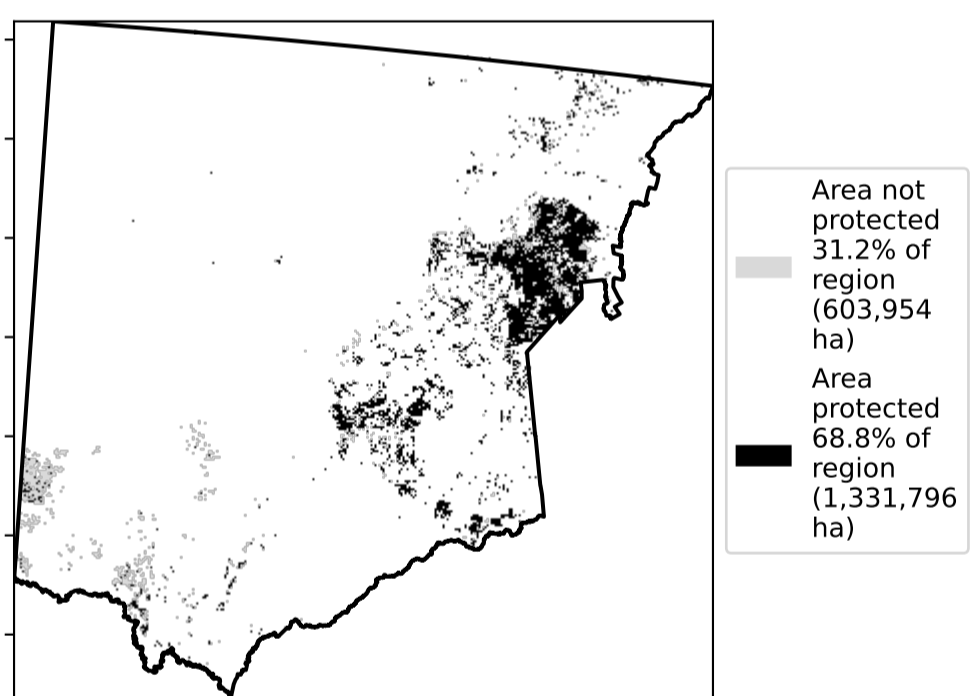 Area not
protected
31.2% of
region
(603,954
ha)
Area
protected
68.8% of
region
(1,331,796
ha)